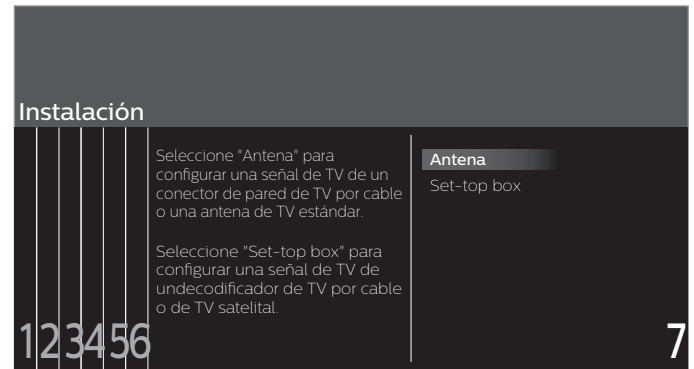 Instalación
Seleccione "Antena" para
configurar una señal de TV de un
conector de pared de TV por cable
o una antena de TV estándar.
Seleccione "Set-top box" para
configurar una señal de TV de
undecodificador de TV por cable
o de TV satelital.
Antena
Set-top box
123456
7